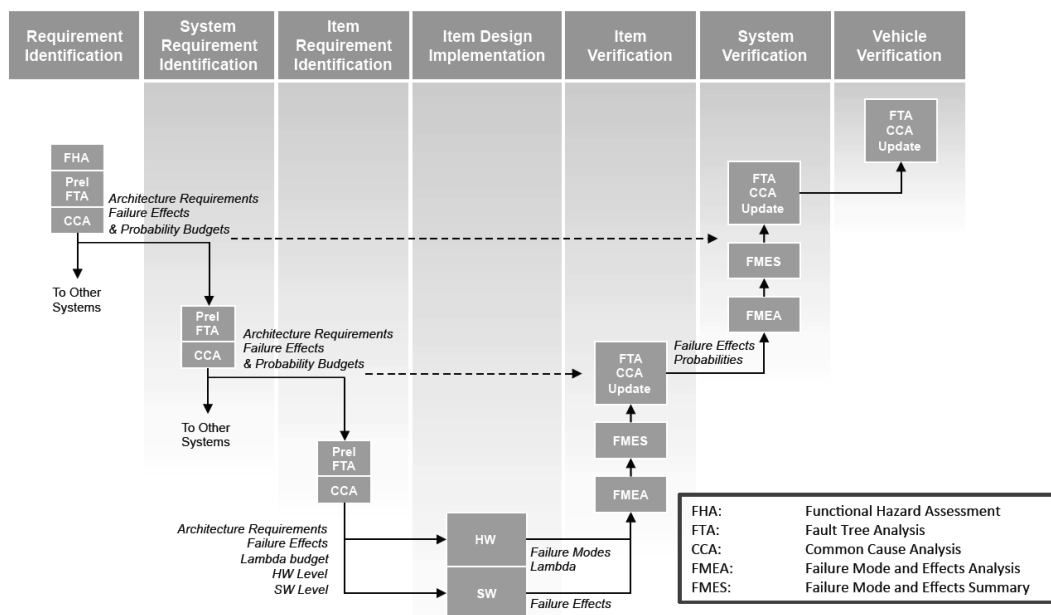 Requirement
Identification
System
Requirement
Identification
Item
Requirement
Identification
Item Design
Implementation
Item
Verification
System
Verification
Vehicle
Verification
FHA
Prel
FTA
CCA
Architecture Requirements
Failure Effects
& Probability Budgets
To Other
Systems
Prel
FTA
CCA
Architecture Requirements
Failure Effects
& Probability Budgets
To Other
Systems
Prel
FTA
CCA
Architecture Requirements
Failure Effects
Lambda budget
HW Level
SW Level
HW
SW
Failure Modes
Lambda
Failure Effects
FMEA
FMES
FTA
CCA
Update
Failure Effects
Probabilities
FMEA
FMES
FTA
CCA
Update
FTA
CCA
Update
FHA: Functional Hazard Assessment
FTA: Fault Tree Analysis
CCA: Common Cause Analysis
FMEA: Failure Mode and Effects Analysis
FMES: Failure Mode and Effects Summary